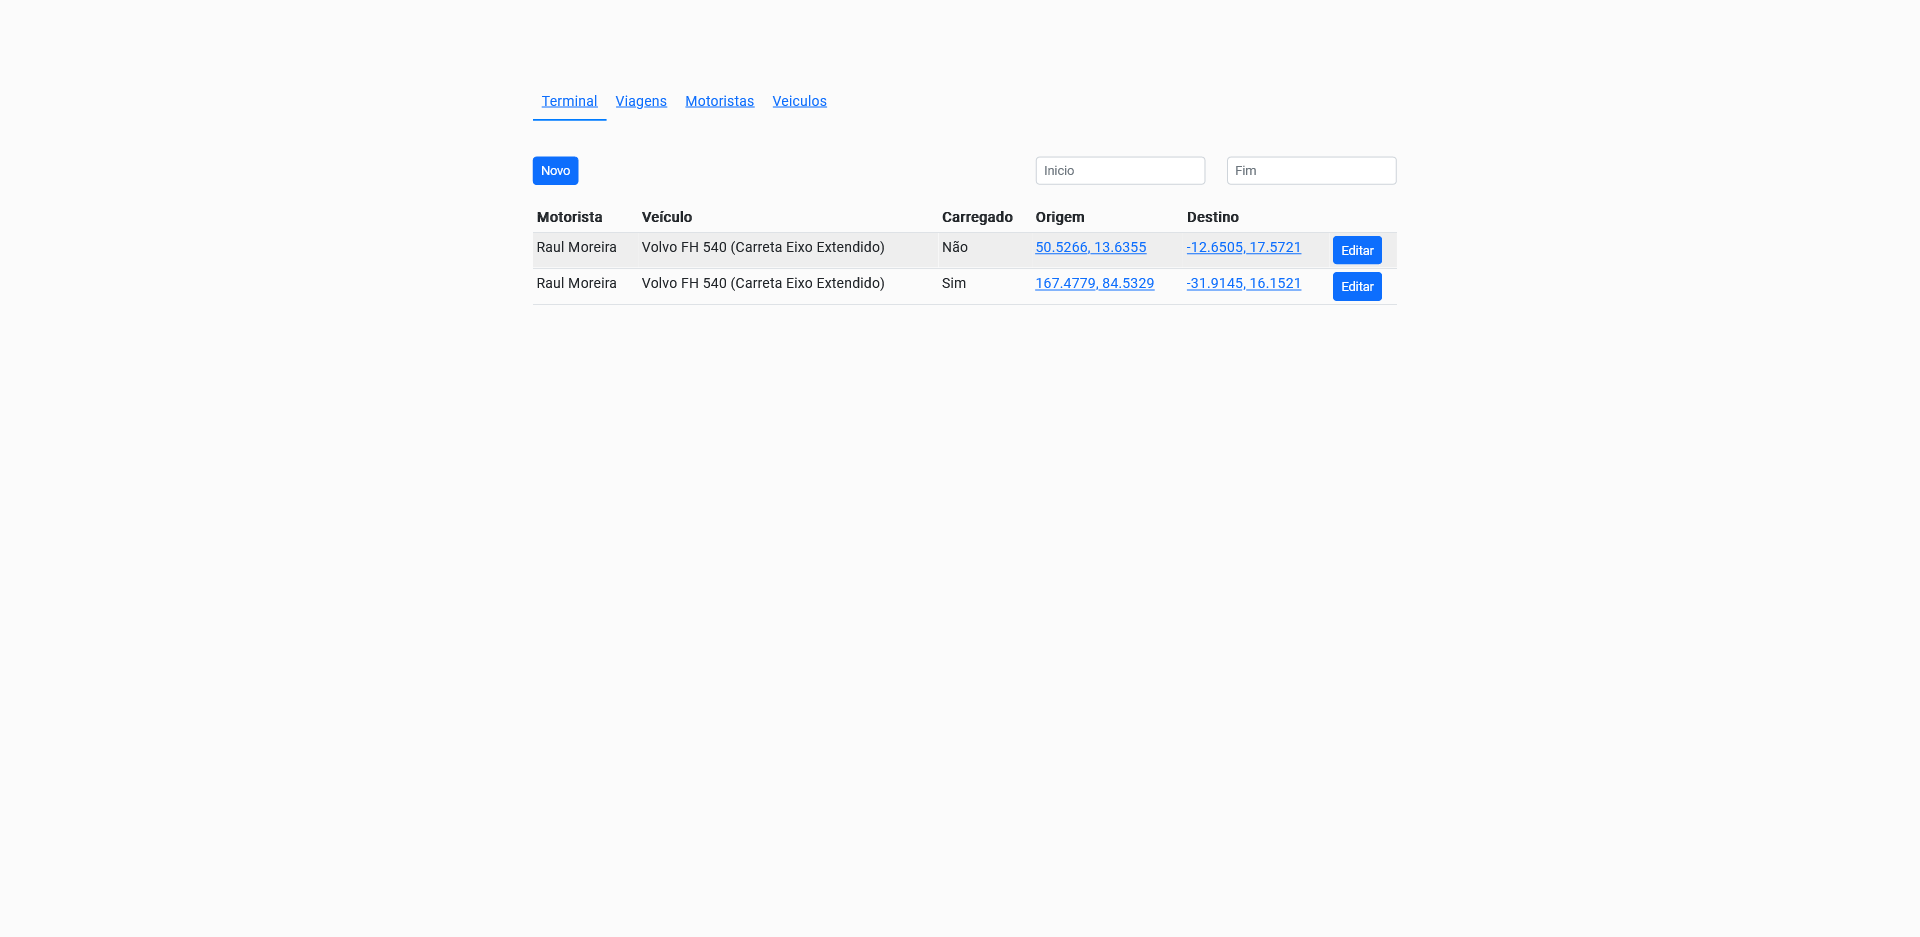 Terminal Viagens Motoristas Veiculos
Novo Inicio Fim
Motorista Veículo Carregado Origem Destino
Raul Moreira Volvo FH 540 (Carreta Eixo Extendido) Não 50.5266, 13.6355 -12.6505, 17.5721 Editar
Raul Moreira Volvo FH 540 (Carreta Eixo Extendido) Sim 167.4779, 84.5329 -31.9145, 16.1521 Editar